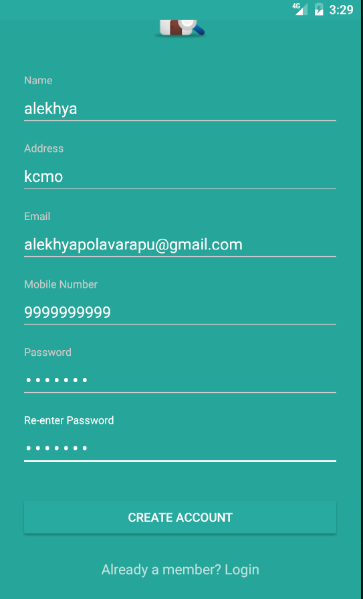 4G 3:29
Name
alekhya
Address
kcmo
Email
alekhyapolavarapu@gmail.com
Mobile Number
9999999999
Password
•••••••
Re-enter Password
•••••••
CREATE ACCOUNT
Already a member? Login